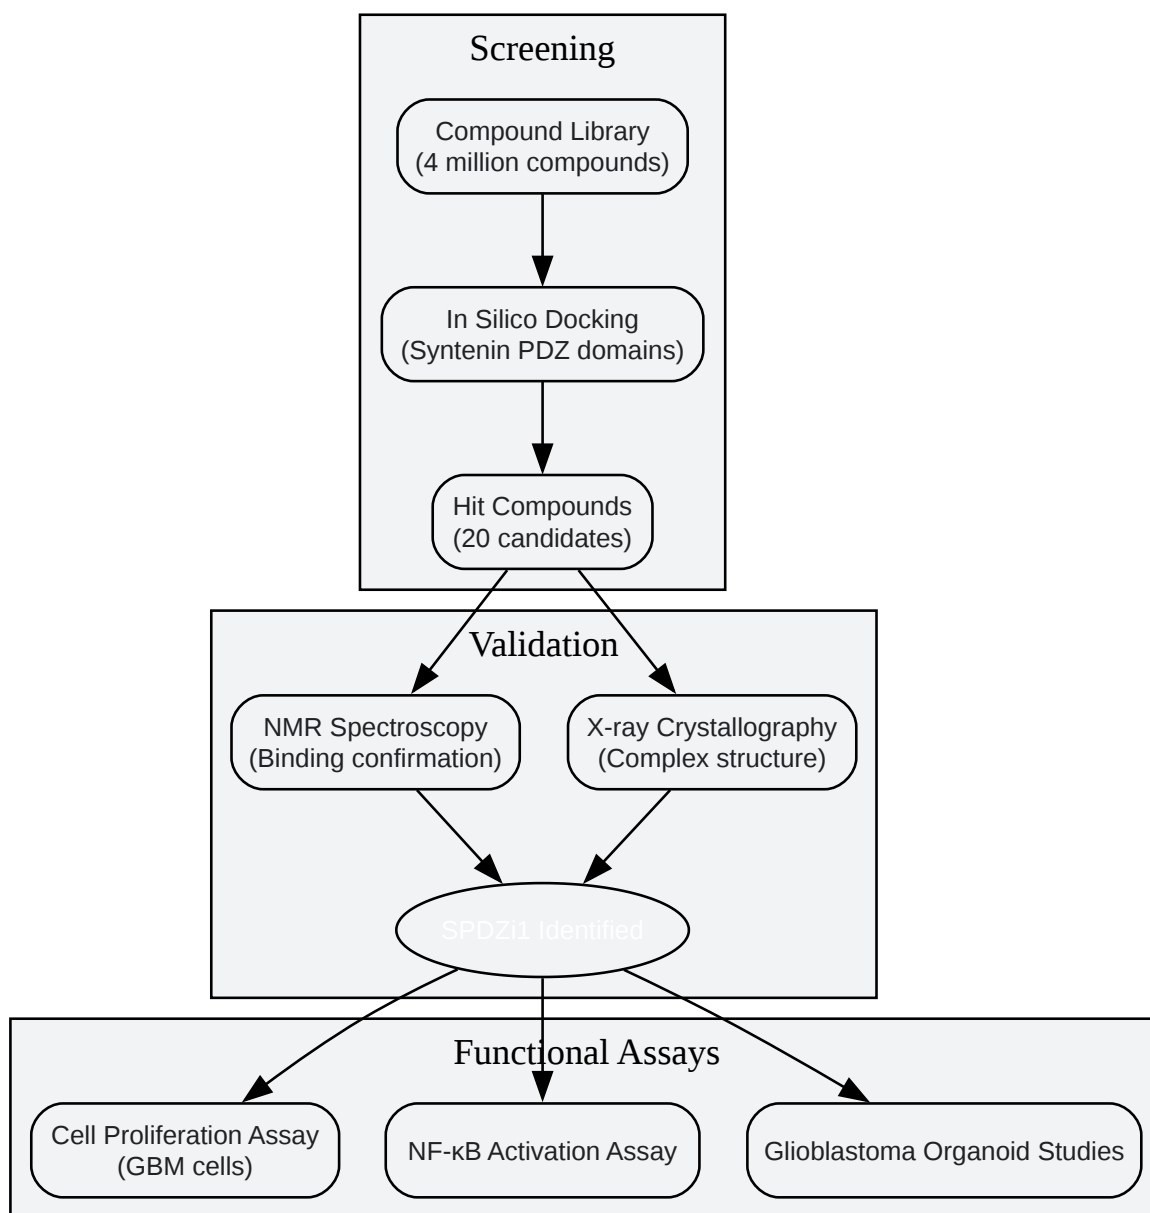 Screening
Compound Library
(4 million compounds)
In Silico Docking
(Syntenin PDZ domains)
Hit Compounds
(20 candidates)
Validation
NMR Spectroscopy
(Binding confirmation)
X-ray Crystallography
(Complex structure)
SPDZi1 Identified
Functional Assays
Cell Proliferation Assay
(GBM cells)
NF-κB Activation Assay
Glioblastoma Organoid Studies